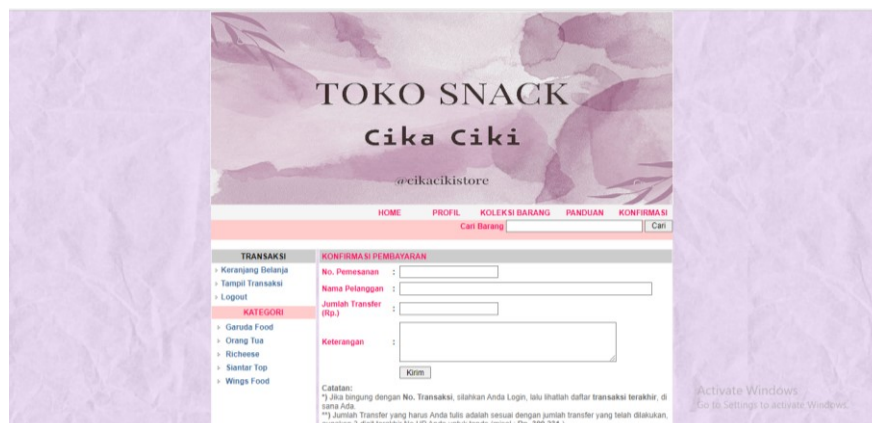 TOKO SNACK
Cika Ciki
@cikacikistore
HOME PROFIL KOLEKSI BARANG PANDUAN KONFIRMASI
Cari Barang Cari
TRANSAKSI
› Keranjang Belanja
› Tampil Transaksi
› Logout
KATEGORI
› Garuda Food
› Orang Tua
› Richeese
› Siantar Top
› Wings Food
KONFIRMASI PEMBAYARAN
No. Pemesanan :
Nama Pelanggan :
Jumlah Transfer
(Rp.) :
Keterangan :
Kirim
Catatan:
*) Jika bingung dengan No. Transaksi, silahkan Anda Login, lalu lihatlah daftar transaksi terakhir, di
sana Ada.
**) Jumlah Transfer yang harus Anda tulis adalah sesuai dengan jumlah transfer yang telah dilakukan,
Activate Windows
Go to Settings to activate Windows.